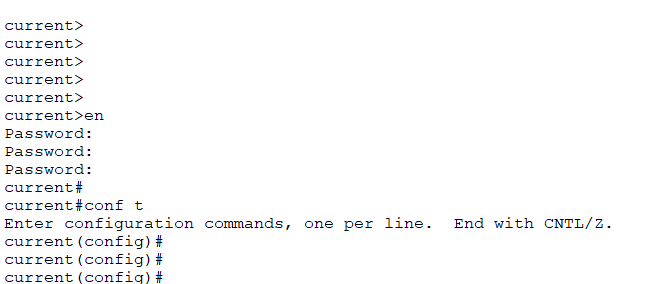 current>
current>
current>
current>
current>
current>en
Password:
Password:
Password:
current#
current#conf t
Enter configuration commands, one per line.  End with CNTL/Z.
current(config)#
current(config)#
current(config)#